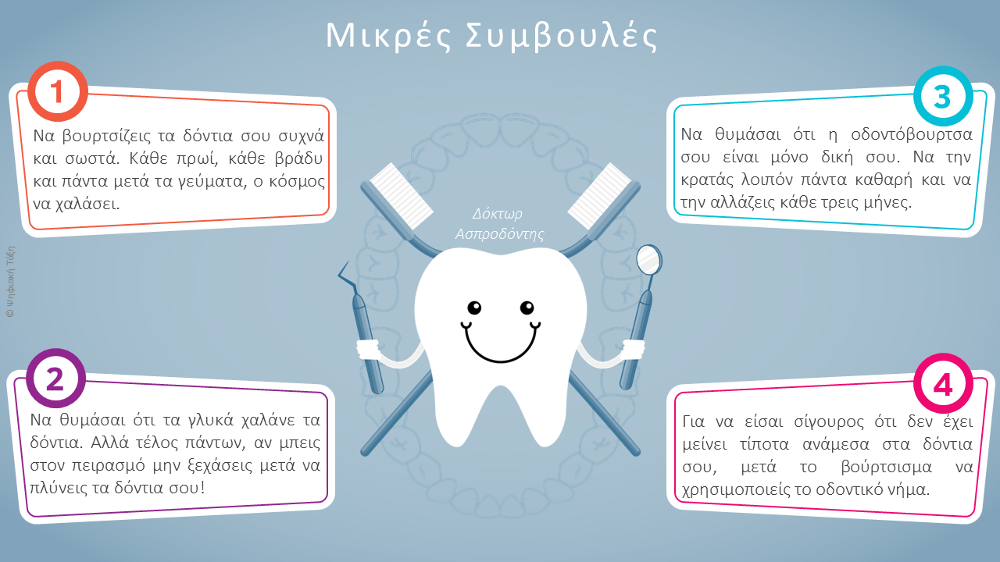 Μικρές Συμβουλές
1
Να βουρτσίζεις τα δόντια σου συχνά
και σωστά. Κάθε πρωί, κάθε βράδυ
και πάντα μετά τα γεύματα, ο κόσμος
να χαλάσει.
2
Να θυμάσαι ότι τα γλυκά χαλάνε τα
δόντια. Αλλά τέλος πάντων, αν μπεις
στον πειρασμό μην ξεχάσεις μετά να
πλύνεις τα δόντια σου!
Δόκτωρ
Ασπροδόντης
3
Να θυμάσαι ότι η οδοντόβουρτσα
σου είναι μόνο δική σου. Να την
κρατάς λοιπόν πάντα καθαρή και να
την αλλάζεις κάθε τρεις μήνες.
4
Για να είσαι σίγουρος ότι δεν έχει
μείνει τίποτα ανάμεσα στα δόντια
σου, μετά το βούρτσισμα να
χρησιμοποιείς το οδοντικό νήμα.
© Ψηφιακή Τάξη